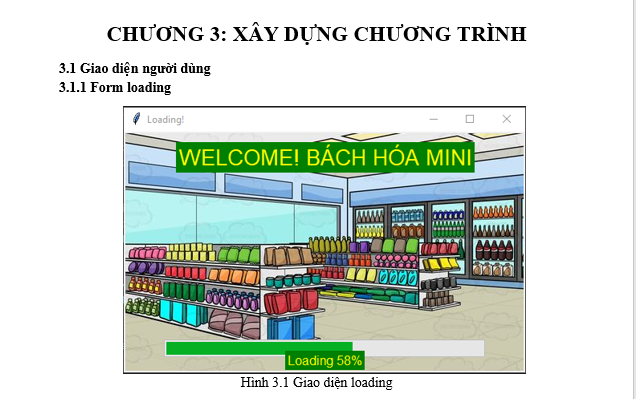 CHƯƠNG 3: XÂY DỰNG CHƯƠNG TRÌNH
3.1 Giao diện người dùng
3.1.1 Form loading
Loading!
WELCOME! BÁCH HÓA MINI
Loading 58%
Hình 3.1 Giao diện loading